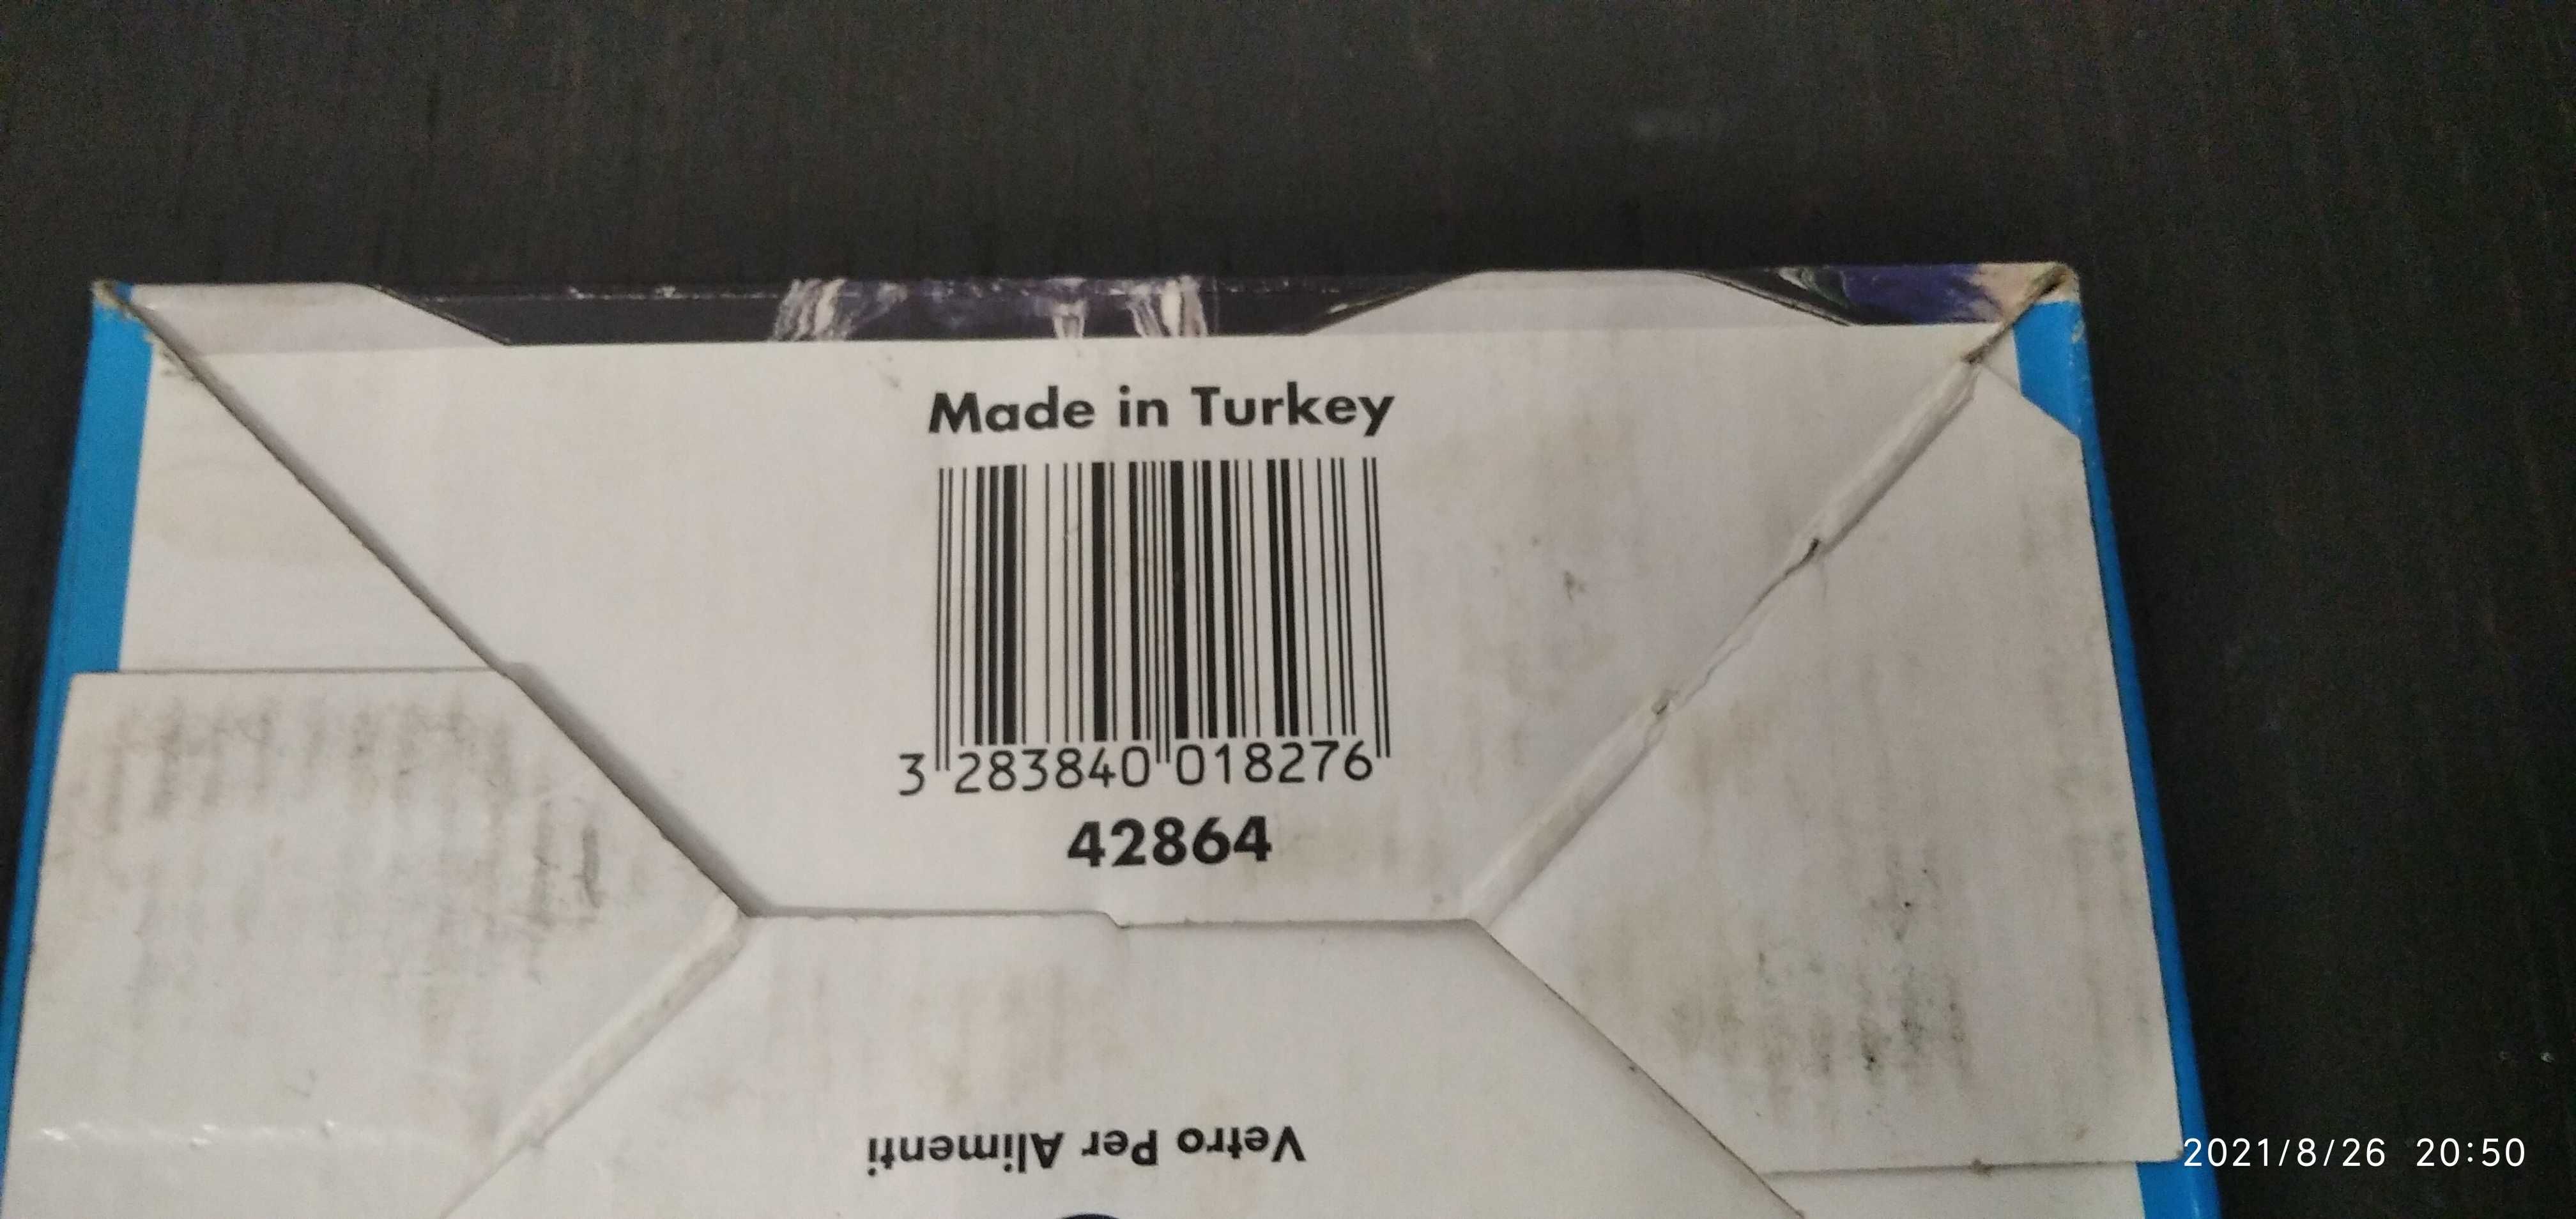 Made in Turkey
3 283840 018276
42864
Vetro Per Alimenti
2021/8/26 20:50